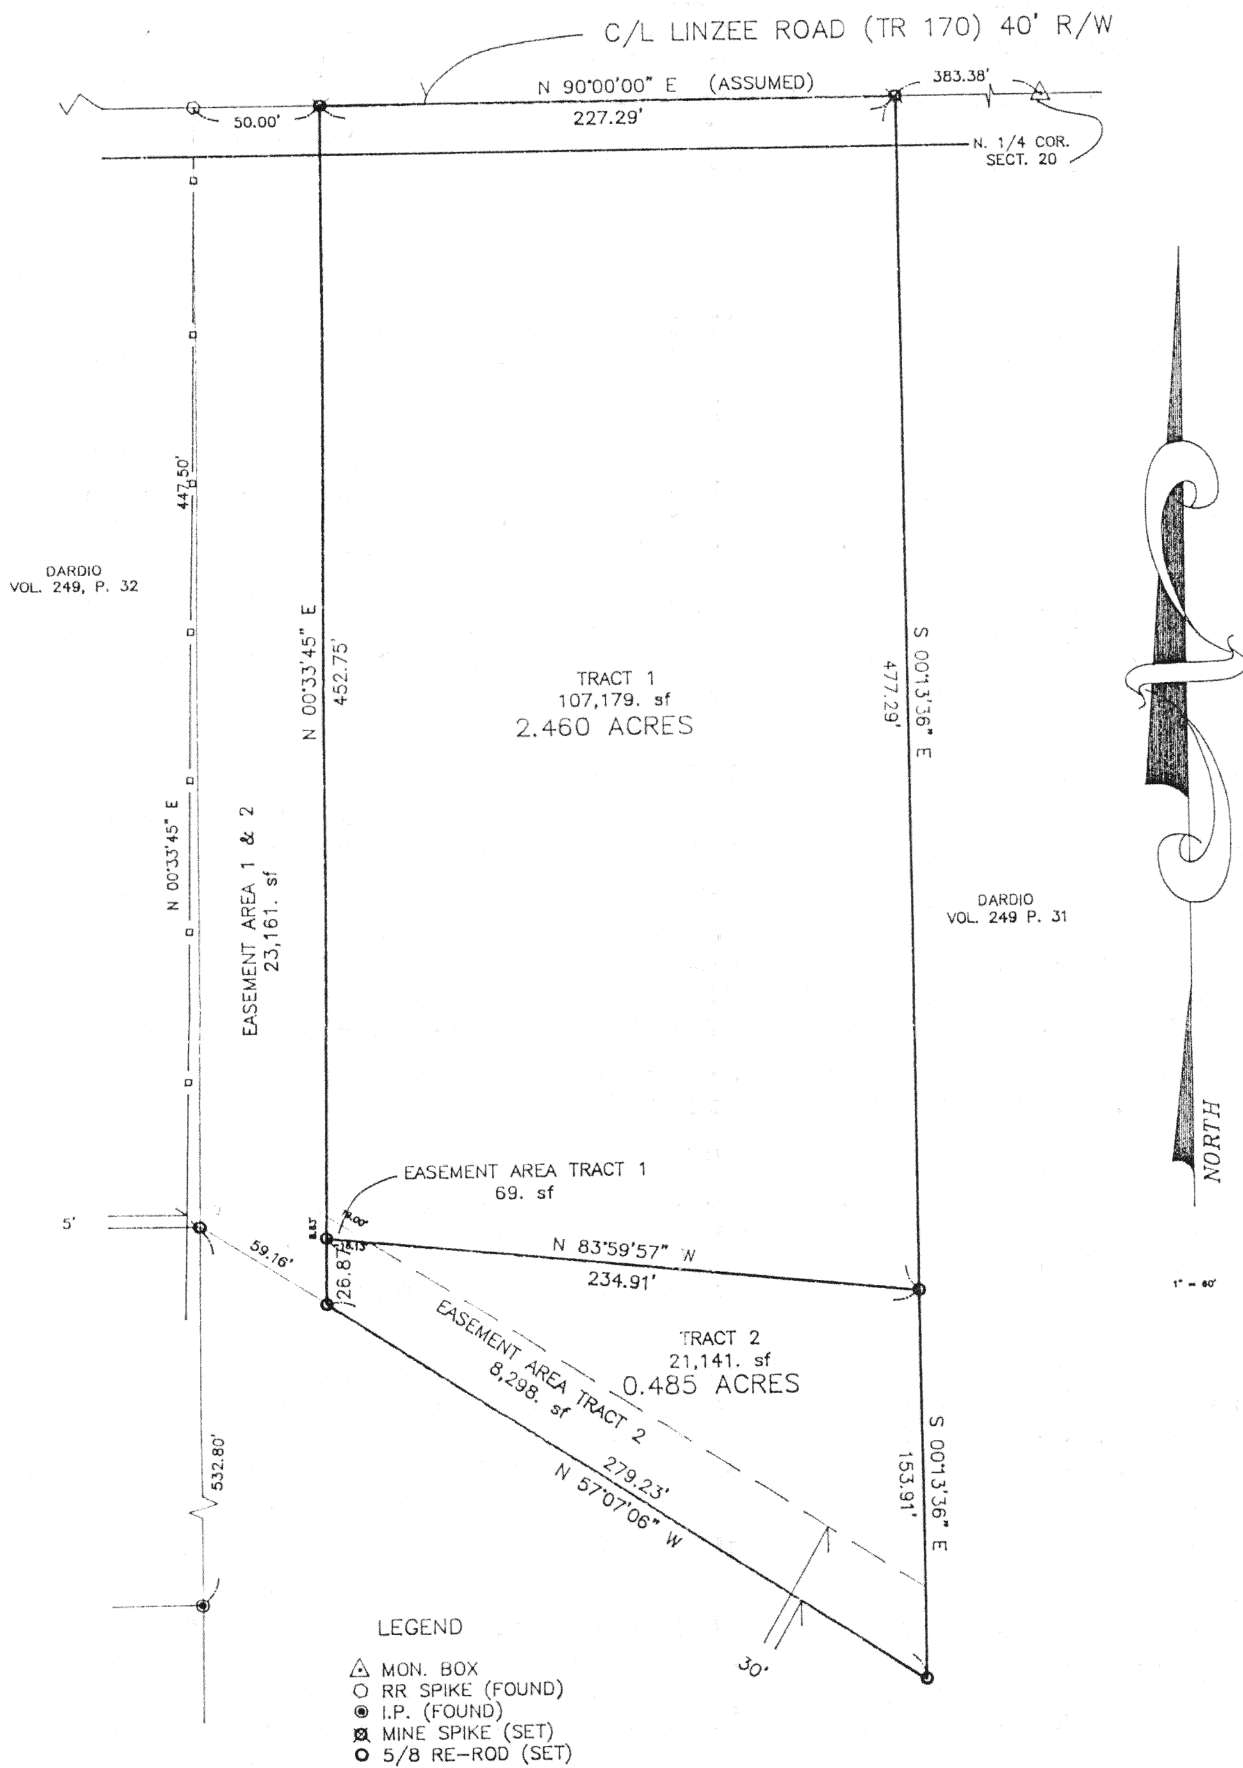 C/L LINZEE ROAD (TR 170) 40' R/W
N 90°00'00" E (ASSUMED)
383.38'
50.00'
227.29'
N. 1/4 COR.
SECT. 20
447.50'
DARDIO
VOL. 249, P. 32
N 00°33'45" E
452.75'
TRACT 1
107,179. sf
2.460 ACRES
S 00°13'36" E
477.29'
N 00°33'45" E
EASEMENT AREA 1 & 2
23,161. sf
DARDIO
VOL. 249 P. 31
NORTH
EASEMENT AREA TRACT 1
69. sf
5'
59.16'
26.87'
N 83°59'57" W
234.91'
1" = 60'
EASEMENT AREA TRACT 2
8,298. sf
TRACT 2
21,141. sf
0.485 ACRES
532.80'
279.23'
N 57°07'06" W
S 00°13'36" E
153.91'
30'
LEGEND
MON. BOX
RR SPIKE (FOUND)
I.P. (FOUND)
MINE SPIKE (SET)
5/8 RE-ROD (SET)